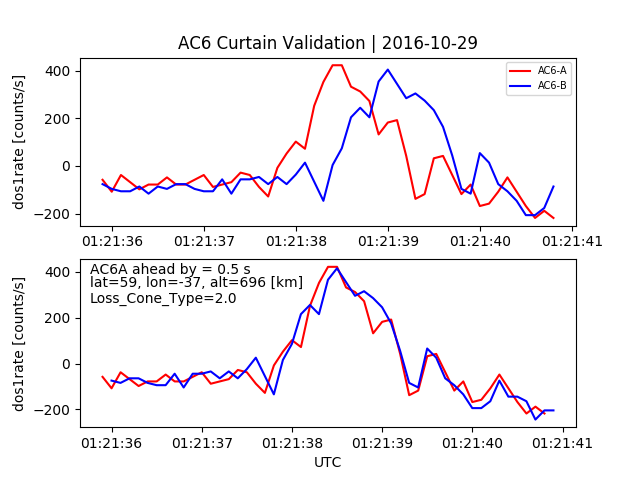 AC6 Curtain Validation | 2016-10-29
dos1rate [counts/s]
400
200
0
−200
AC6-A
AC6-B
01:21:36 01:21:37 01:21:38 01:21:39 01:21:40 01:21:41
dos1rate [counts/s]
400
200
0
−200
AC6A ahead by = 0.5 s
lat=59, lon=-37, alt=696 [km]
Loss_Cone_Type=2.0
01:21:36 01:21:37 01:21:38 01:21:39 01:21:40 01:21:41
UTC